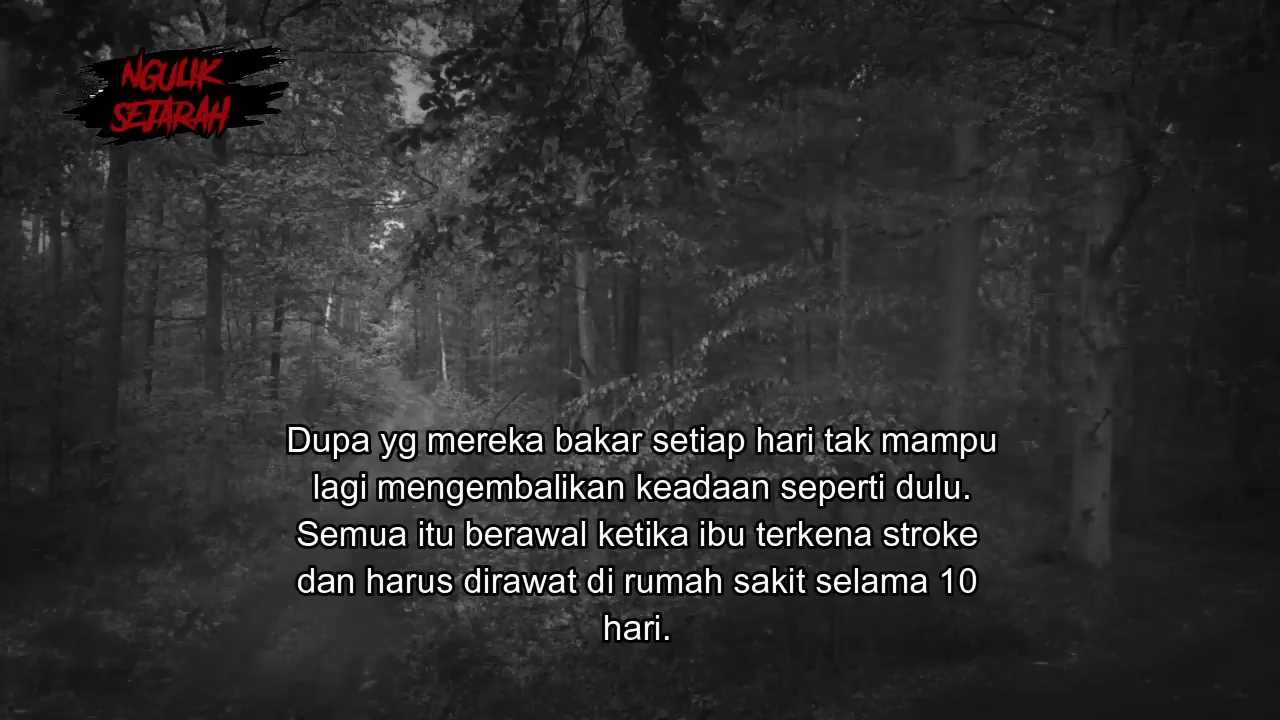 NGULIK
SEJARAH
Dupa yg mereka bakar setiap hari tak mampu
lagi mengembalikan keadaan seperti dulu.
Semua itu berawal ketika ibu terkena stroke
dan harus dirawat di rumah sakit selama 10
hari.